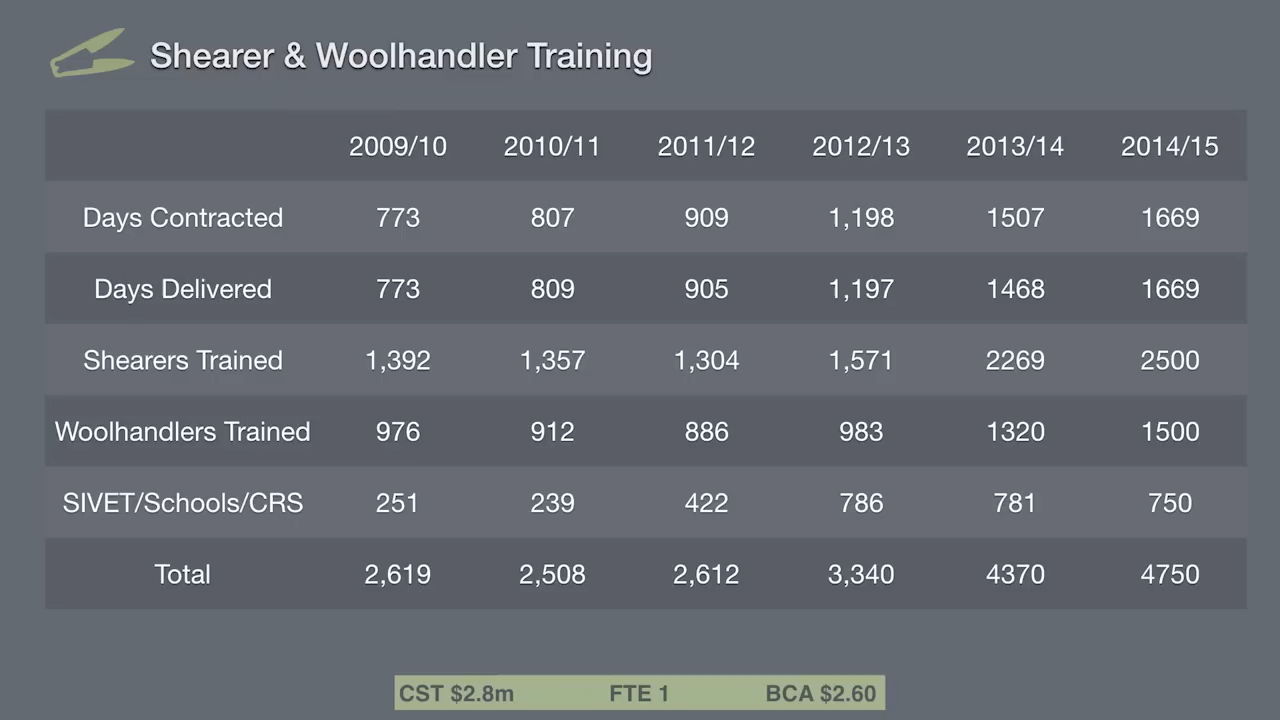 Shearer & Woolhandler Training
2009/10 2010/11 2011/12 2012/13 2013/14 2014/15
Days Contracted 773 807 909 1,198 1507 1669
Days Delivered 773 809 905 1,197 1468 1669
Shearers Trained 1,392 1,357 1,304 1,571 2269 2500
Woolhandlers Trained 976 912 886 983 1320 1500
SIVET/Schools/CRS 251 239 422 786 781 750
Total 2,619 2,508 2,612 3,340 4370 4750
CST $2.8m FTE 1 BCA $2.60